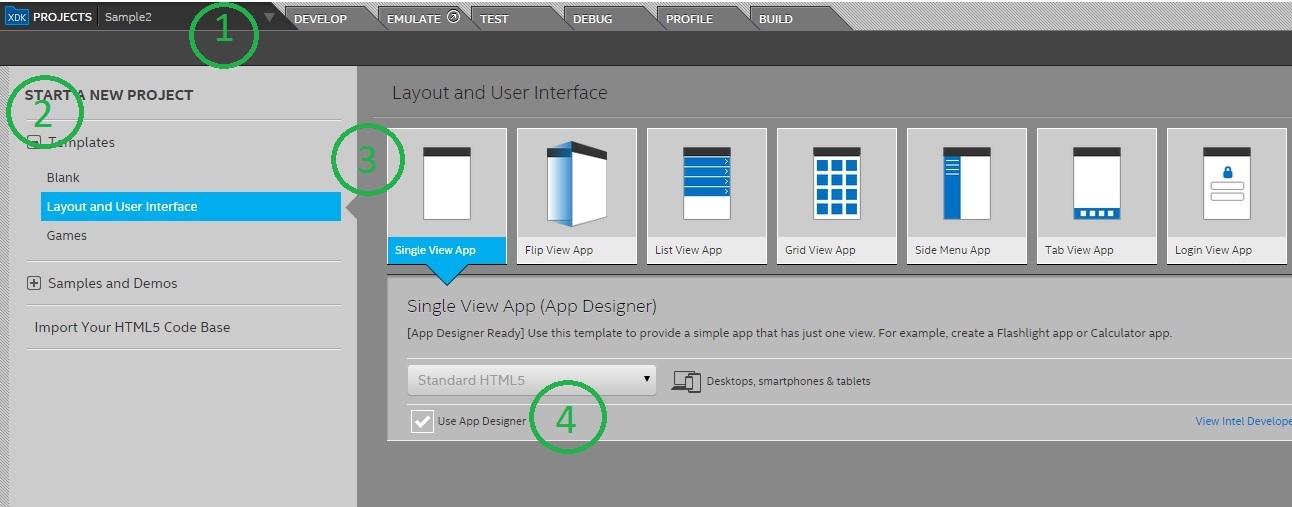 XDK PROJECTS Sample2 DEVELOP EMULATE TEST DEBUG PROFILE BUILD
1
START A NEW PROJECT
2
Templates
Blank
Layout and User Interface
Games
Samples and Demos
Import Your HTML5 Code Base
Layout and User Interface
3
Single View App Flip View App List View App Grid View App Side Menu App Tab View App Login View App
Single View App (App Designer)
[App Designer Ready] Use this template to provide a simple app that has just one view. For example, create a Flashlight app or Calculator app.
Standard HTML5 Desktops, smartphones & tablets
Use App Designer 4 View Intel Develope